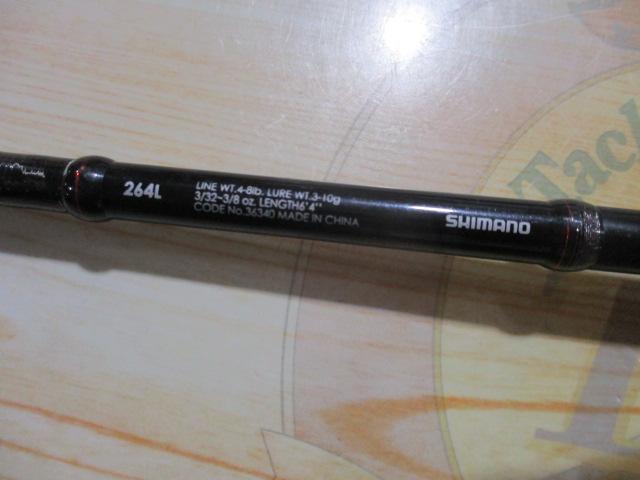 264L
LINE WT.4-8lb. LURE WT.3-10g
3/32-3/8 oz. LENGTH6'4"
CODE No.36340 MADE IN CHINA
SHIMANO
Tack